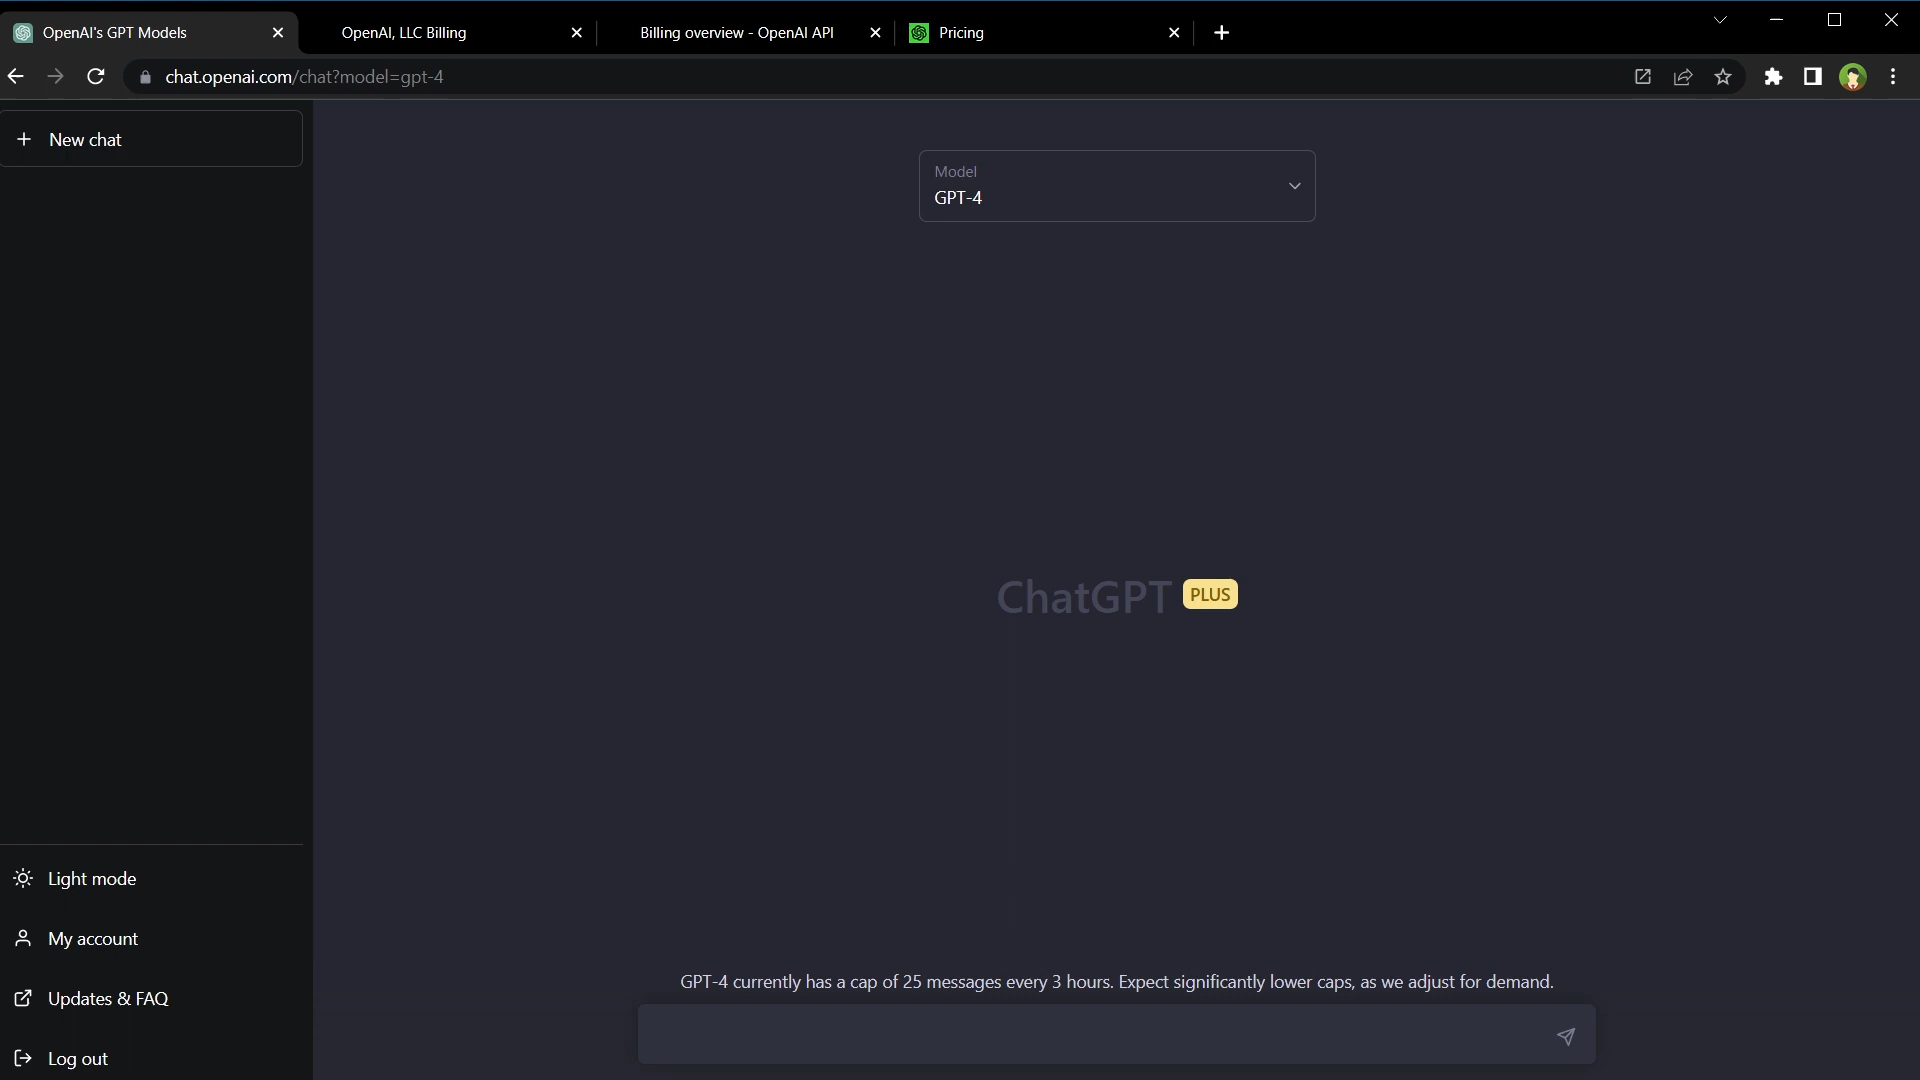 OpenAI's GPT Models
OpenAI, LLC Billing
Billing overview - OpenAI API
Pricing
chat.openai.com/chat?model=gpt-4
New chat
Model
GPT-4
ChatGPT PLUS
Light mode
My account
Updates & FAQ
Log out
GPT-4 currently has a cap of 25 messages every 3 hours. Expect significantly lower caps, as we adjust for demand.